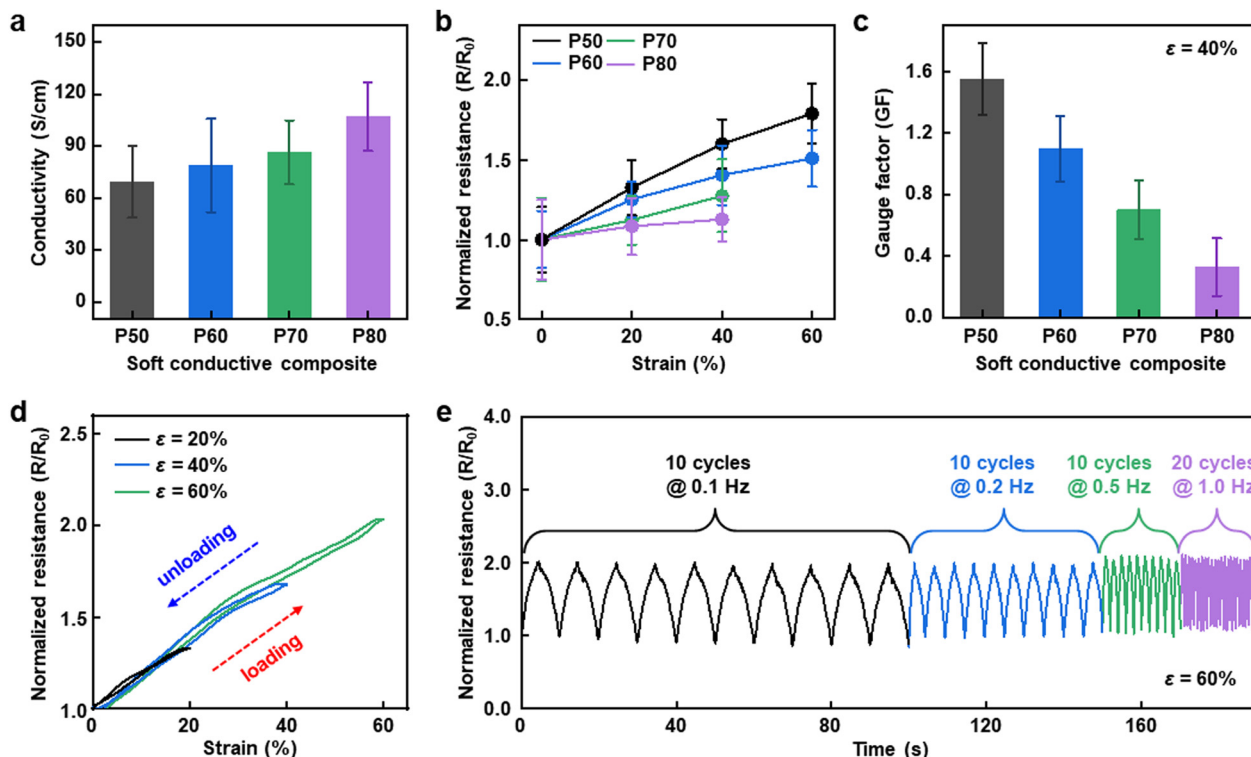 a
150
120
90
60
30
0
Conductivity (S/cm)
P50 P60 P70 P80
Soft conductive composite
b
P50 P70
P60 P80
2.0
1.5
1.0
0.5
Normalized resistance (R/R0)
0 20 40 60
Strain (%)
c
ε = 40%
1.6
1.2
0.8
0.4
0.0
Gauge factor (GF)
P50 P60 P70 P80
Soft conductive composite
d
ε = 20%
ε = 40%
ε = 60%
2.5
2.0
1.5
1.0
Normalized resistance (R/R0)
unloading
loading
0 20 40 60
Strain (%)
e
4.0
3.0
2.0
1.0
0.0
Normalized resistance (R/R0)
10 cycles
@ 0.1 Hz
10 cycles
@ 0.2 Hz
10 cycles
@ 0.5 Hz
20 cycles
@ 1.0 Hz
ε = 60%
0 40 80 120 160
Time (s)